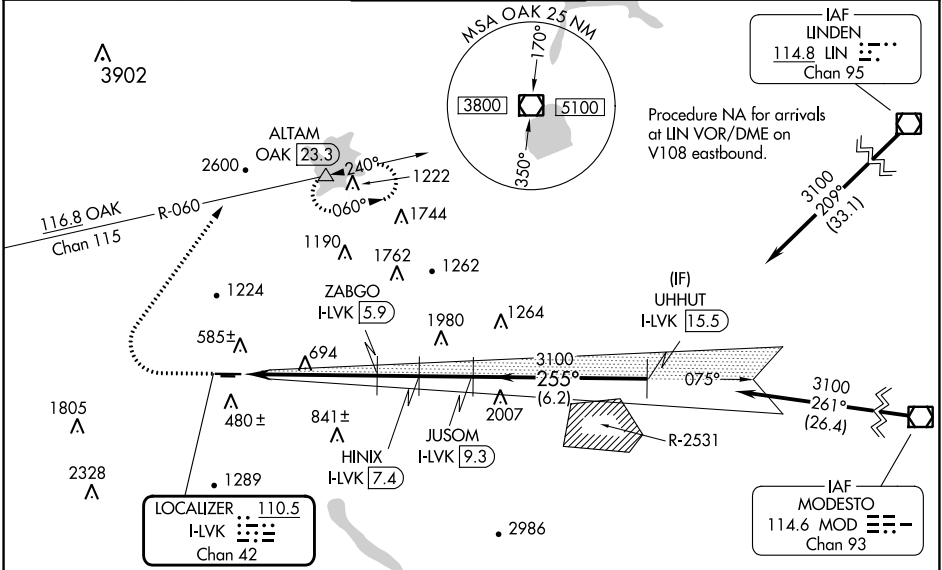 3902
MSA OAK 25 NM
170°
3800
5100
350°
IAF
LINDEN
114.8 LIN
Chan 95
Procedure NA for arrivals
at LIN VOR/DME on
V108 eastbound.
3100
209°
(33.1)
ALTAM
OAK 23.3
2600
240°
1222
060°
1744
116.8 OAK
R-060
Chan 115
1190
1762
1262
ZABGO
I-LVK 5.9
1224
(IF)
UHHUT
I-LVK 15.5
1264
1980
585±
694
3100
255°
(6.2)
075°
3100
261°
(26.4)
1805
480±
841±
2007
R-2531
JUSOM
I-LVK 9.3
HINIX
I-LVK 7.4
2328
1289
LOCALIZER 110.5
I-LVK
Chan 42
2986
IAF
MODESTO
114.6 MOD
Chan 93